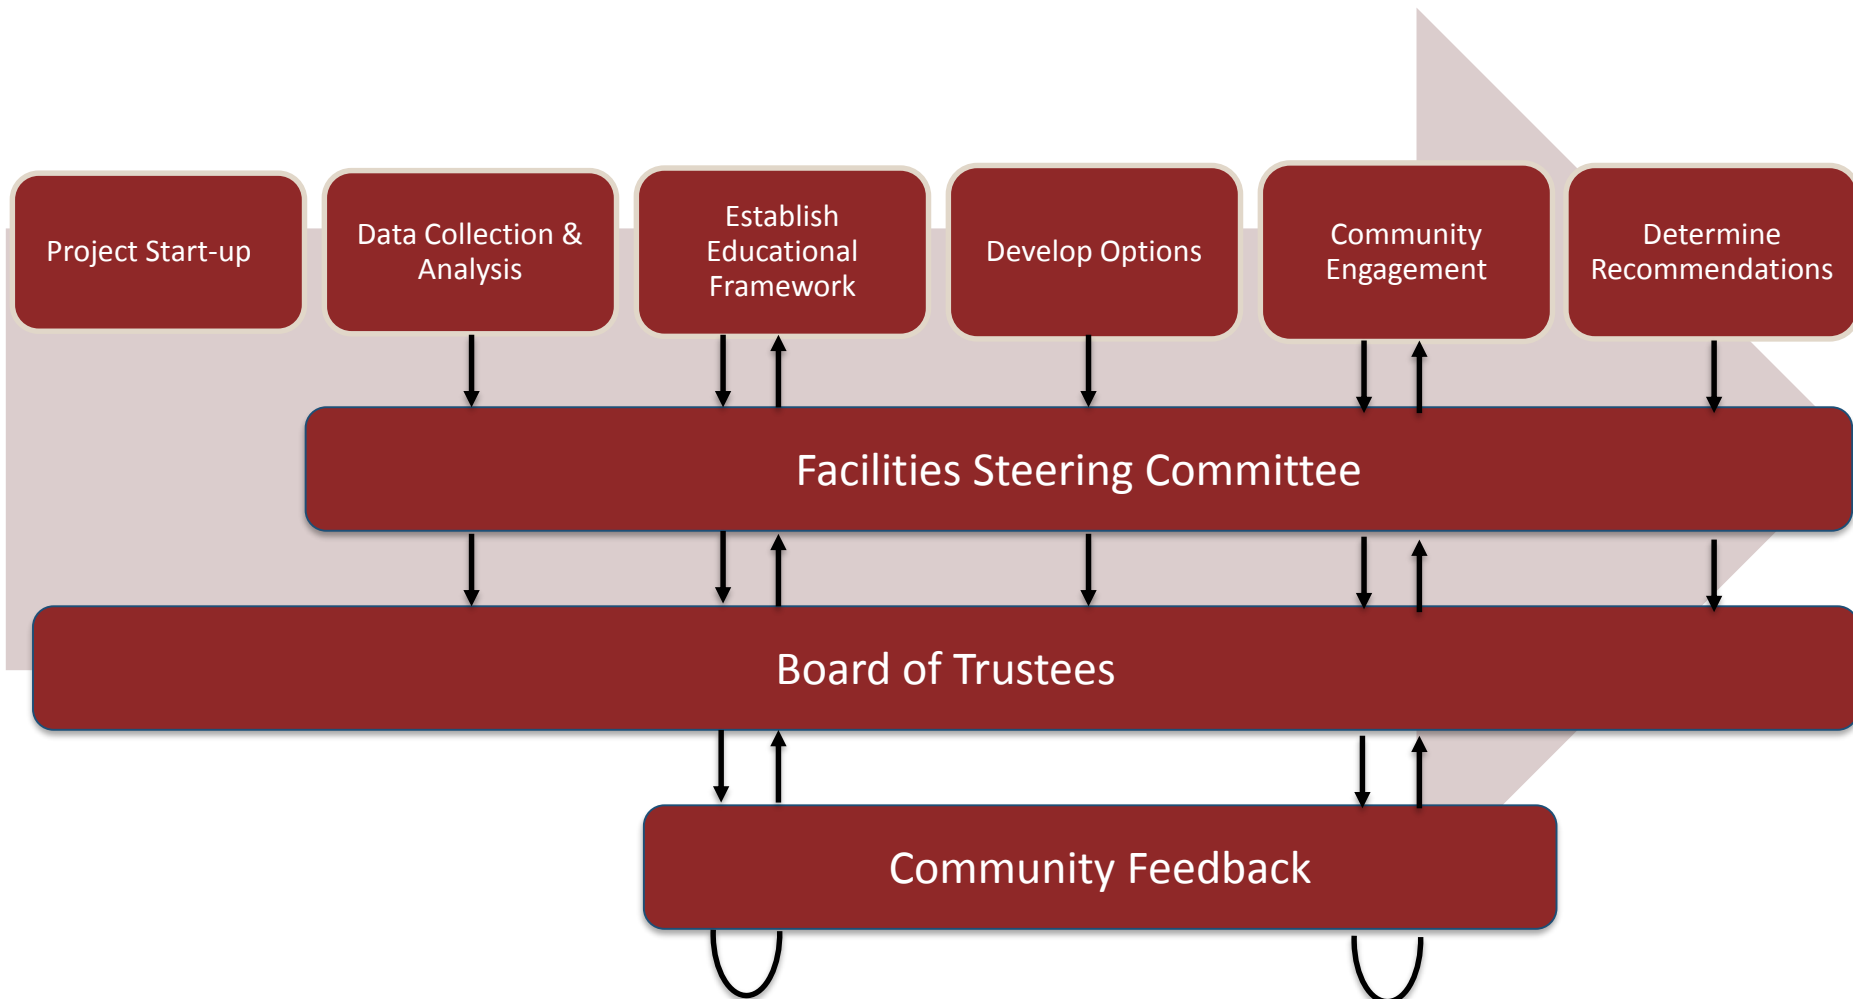 Project Start-up
Data Collection &
Analysis
Establish
Educational
Framework
Develop Options
Community
Engagement
Determine
Recommendations
Facilities Steering Committee
Board of Trustees
Community Feedback